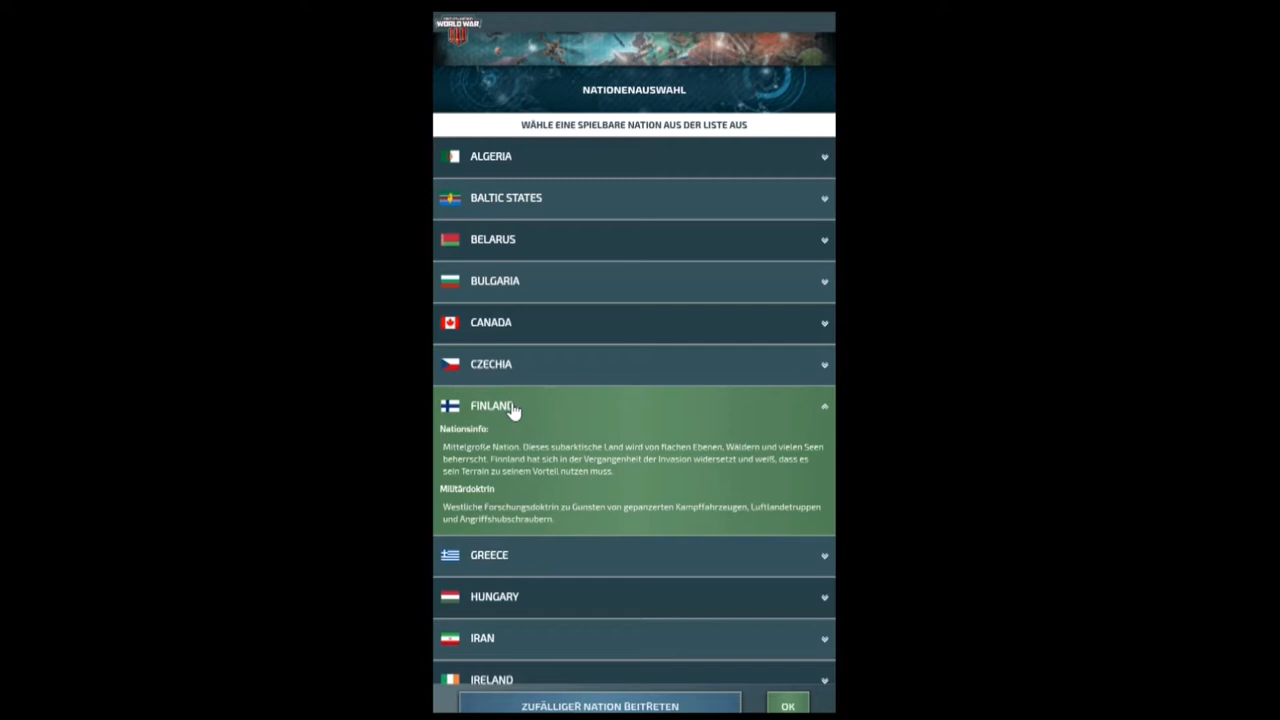 WORLD WAR
NATIONENAUSWAHL
WÄHLE EINE SPIELBARE NATION AUS DER LISTE AUS
ALGERIA
BALTIC STATES
BELARUS
BULGARIA
CANADA
CZECHIA
FINLAND
Nationsinfo:
Mittelgroße Nation. Dieses subarktische Land wird von flachen Ebenen, Wäldern und vielen Seen
beherrscht. Finnland hat sich in der Vergangenheit der Invasion widersetzt und weiß, dass es
sein Terrain zu seinem Vorteil nutzen muss.
Militärdoktrin
Westliche Forschungsdoktrin zu Gunsten von gepanzerten Kampffahrzeugen, Luftlandetruppen
und Angriffshubschraubern.
GREECE
HUNGARY
IRAN
IRELAND
ZUFÄLLIGER NATION BEITRETEN
OK